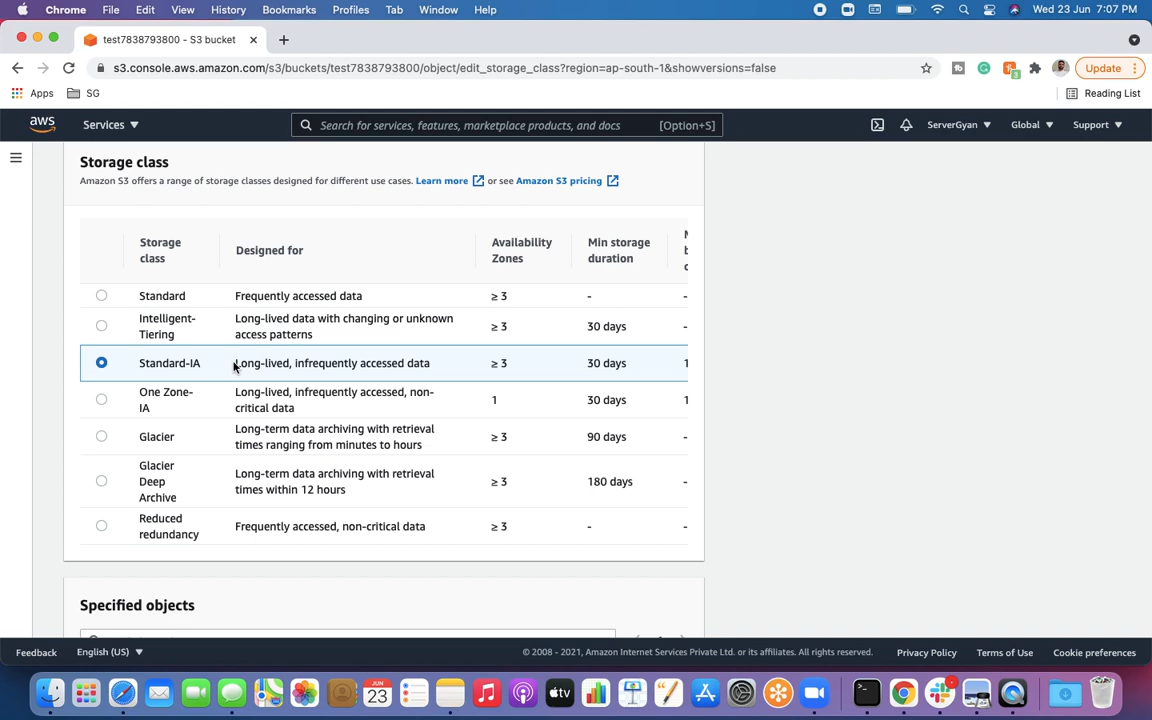 Chrome File Edit View History Bookmarks Profiles Tab Window Help Wed 23 Jun 7:07 PM
test7838793800 - S3 bucket
s3.console.aws.amazon.com/s3/buckets/test7838793800/object/edit_storage_class?region=ap-south-1&showversions=false Update
Apps SG Reading List
aws Services Search for services, features, marketplace products, and docs [Option+S] ServerGyan Global Support
Storage class
Amazon S3 offers a range of storage classes designed for different use cases. Learn more or see Amazon S3 pricing
Storage
class
Designed for
Availability
Zones
Min storage
duration
Standard Frequently accessed data ≥ 3 - -
Intelligent-
Tiering
Long-lived data with changing or unknown
access patterns
≥ 3 30 days -
Standard-IA Long-lived, infrequently accessed data ≥ 3 30 days 1
One Zone-
IA
Long-lived, infrequently accessed, non-
critical data
1 30 days 1
Glacier
Long-term data archiving with retrieval
times ranging from minutes to hours
≥ 3 90 days -
Glacier
Deep
Archive
Long-term data archiving with retrieval
times within 12 hours
≥ 3 180 days -
Reduced
redundancy
Frequently accessed, non-critical data ≥ 3 - -
Specified objects
Feedback English (US) © 2008 - 2021, Amazon Internet Services Private Ltd. or its affiliates. All rights reserved. Privacy Policy Terms of Use Cookie preferences
JUN
23
tv